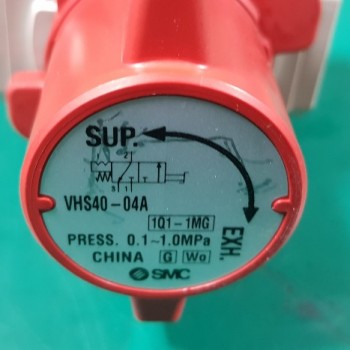 SUP.
VHS40-04A
1Q1-1MG
PRESS. 0.1~1.0MPa
EXH.
CHINA G Wo
SMC